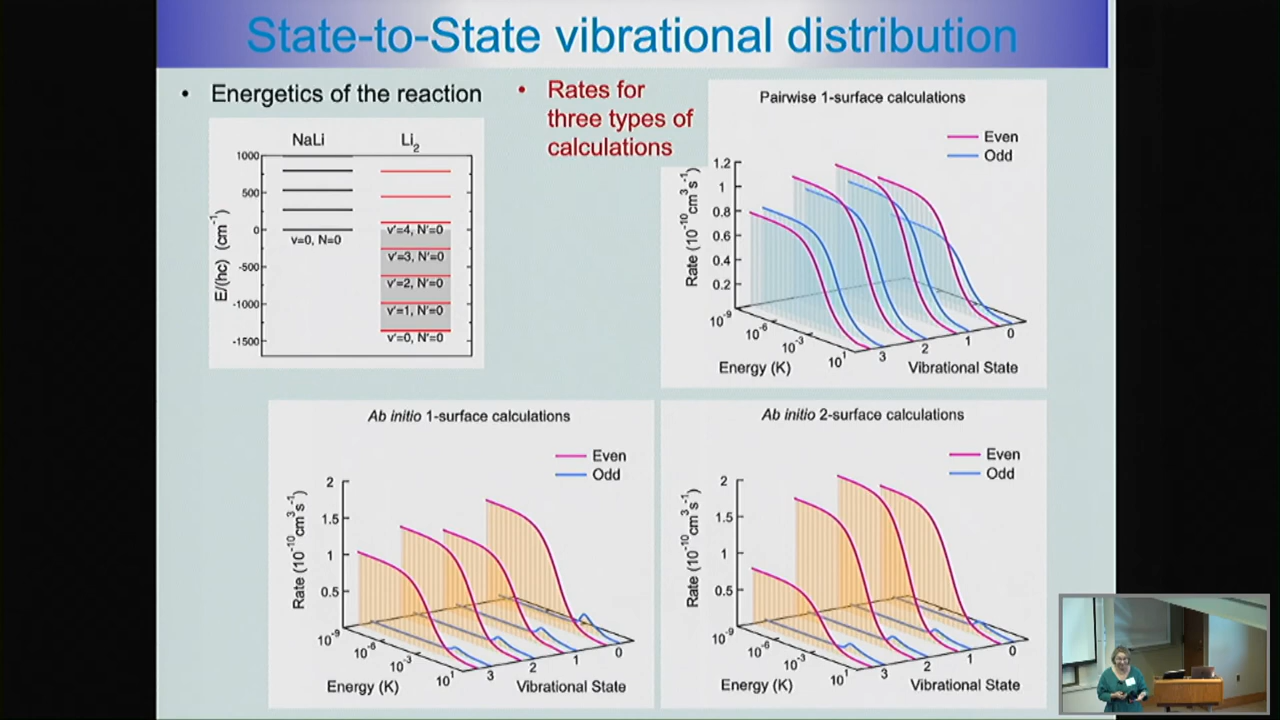 State-to-State vibrational distribution
• Energetics of the reaction
NaLi
Li2
1000
500
0
-500
-1000
-1500
E/(hc) (cm-1)
v=0, N=0
v'=4, N'=0
v'=3, N'=0
v'=2, N'=0
v'=1, N'=0
v'=0, N'=0
• Rates for
three types of
calculations
Pairwise 1-surface calculations
Even
Odd
1.2
1
0.8
0.6
0.4
0.2
Rate (10-10cm3s-1)
10-9
10-6
10-3
101
3
2
1
0
Energy (K)
Vibrational State
Ab initio 1-surface calculations
Even
Odd
2
1.5
1
0.5
Rate (10-10cm3s-1)
10-9
10-6
10-3
101
3
2
1
0
Energy (K)
Vibrational State
Ab initio 2-surface calculations
Even
Odd
2
1.5
1
0.5
Rate (10-10cm3s-1)
10-9
10-6
10-3
101
3
2
1
0
Energy (K)
Vibrational State